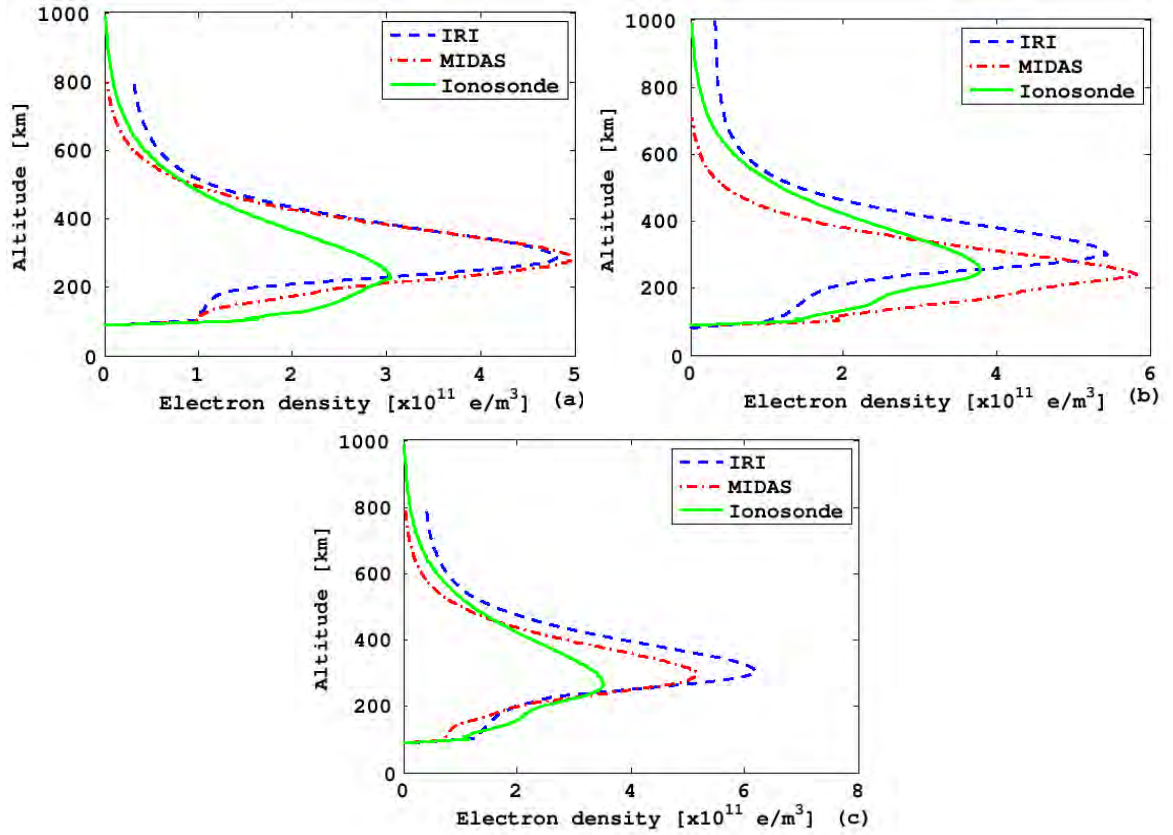 1000
800
600
400
200
0
Altitude [km]
IRI
MIDAS
Ionosonde
0 1 2 3 4 5
Electron density [x10¹¹ e/m³] (a)
1000
800
600
400
200
0
Altitude [km]
IRI
MIDAS
Ionosonde
0 2 4 6
Electron density [x10¹¹ e/m³] (b)
1000
800
600
400
200
0
Altitude [km]
IRI
MIDAS
Ionosonde
0 2 4 6 8
Electron density [x10¹¹ e/m³] (c)